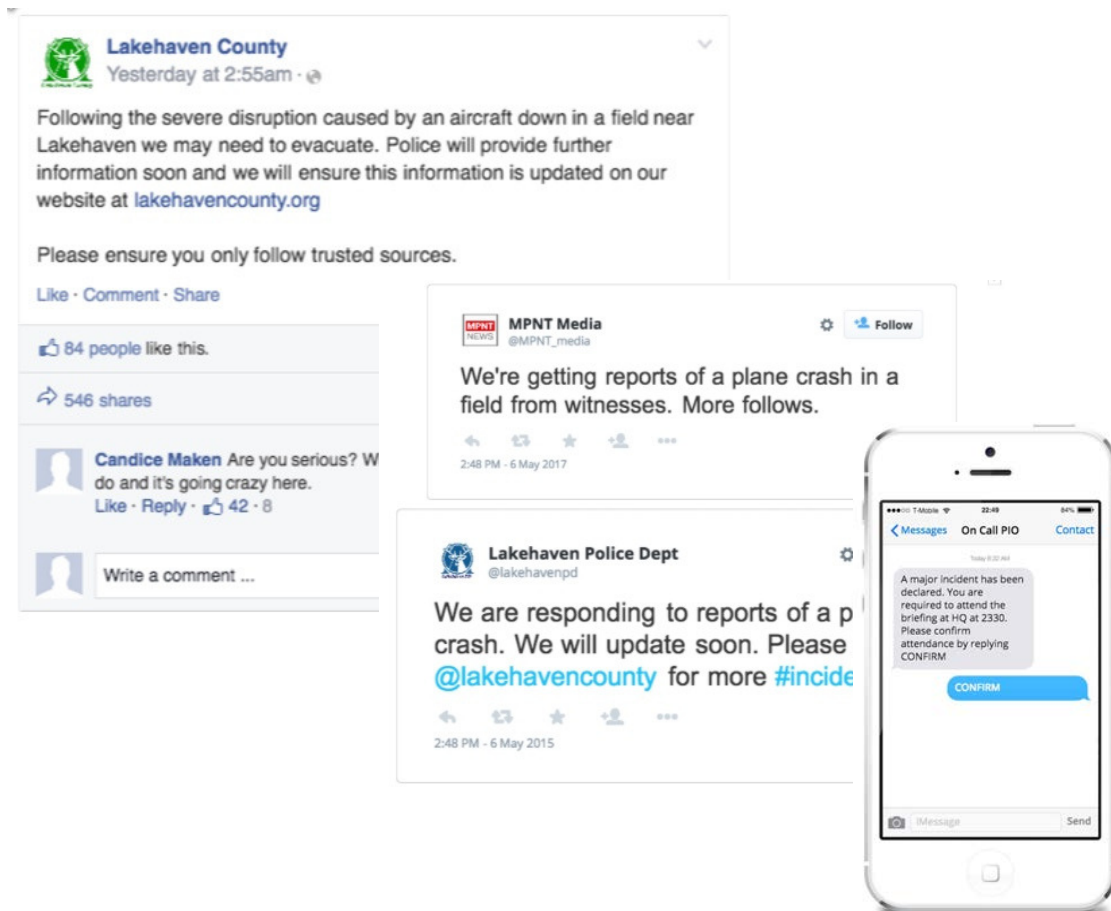 Lakehaven County
Yesterday at 2:55am ·
Following the severe disruption caused by an aircraft down in a field near
Lakehaven we may need to evacuate. Police will provide further
information soon and we will ensure this information is updated on our
website at lakehavencounty.org
Please ensure you only follow trusted sources.
Like · Comment · Share
84 people like this.
546 shares
Candice Maken Are you serious? W
do and it's going crazy here.
Like · Reply · 42 · 8
Write a comment ...
MPNT
NEWS
MPNT Media
@MPNT_media
Follow
We're getting reports of a plane crash in a
field from witnesses. More follows.
2:48 PM - 6 May 2017
Lakehaven Police Dept
@lakehavenpd
We are responding to reports of a p
crash. We will update soon. Please
@lakehavencounty for more #incide
2:48 PM - 6 May 2015
T-Mobile 22:49 84%
Messages On Call PIO Contact
Today 9:32 AM
A major incident has been
declared. You are
required to attend the
briefing at HQ at 2330.
Please confirm
attendance by replying
CONFIRM
CONFIRM
iMessage Send